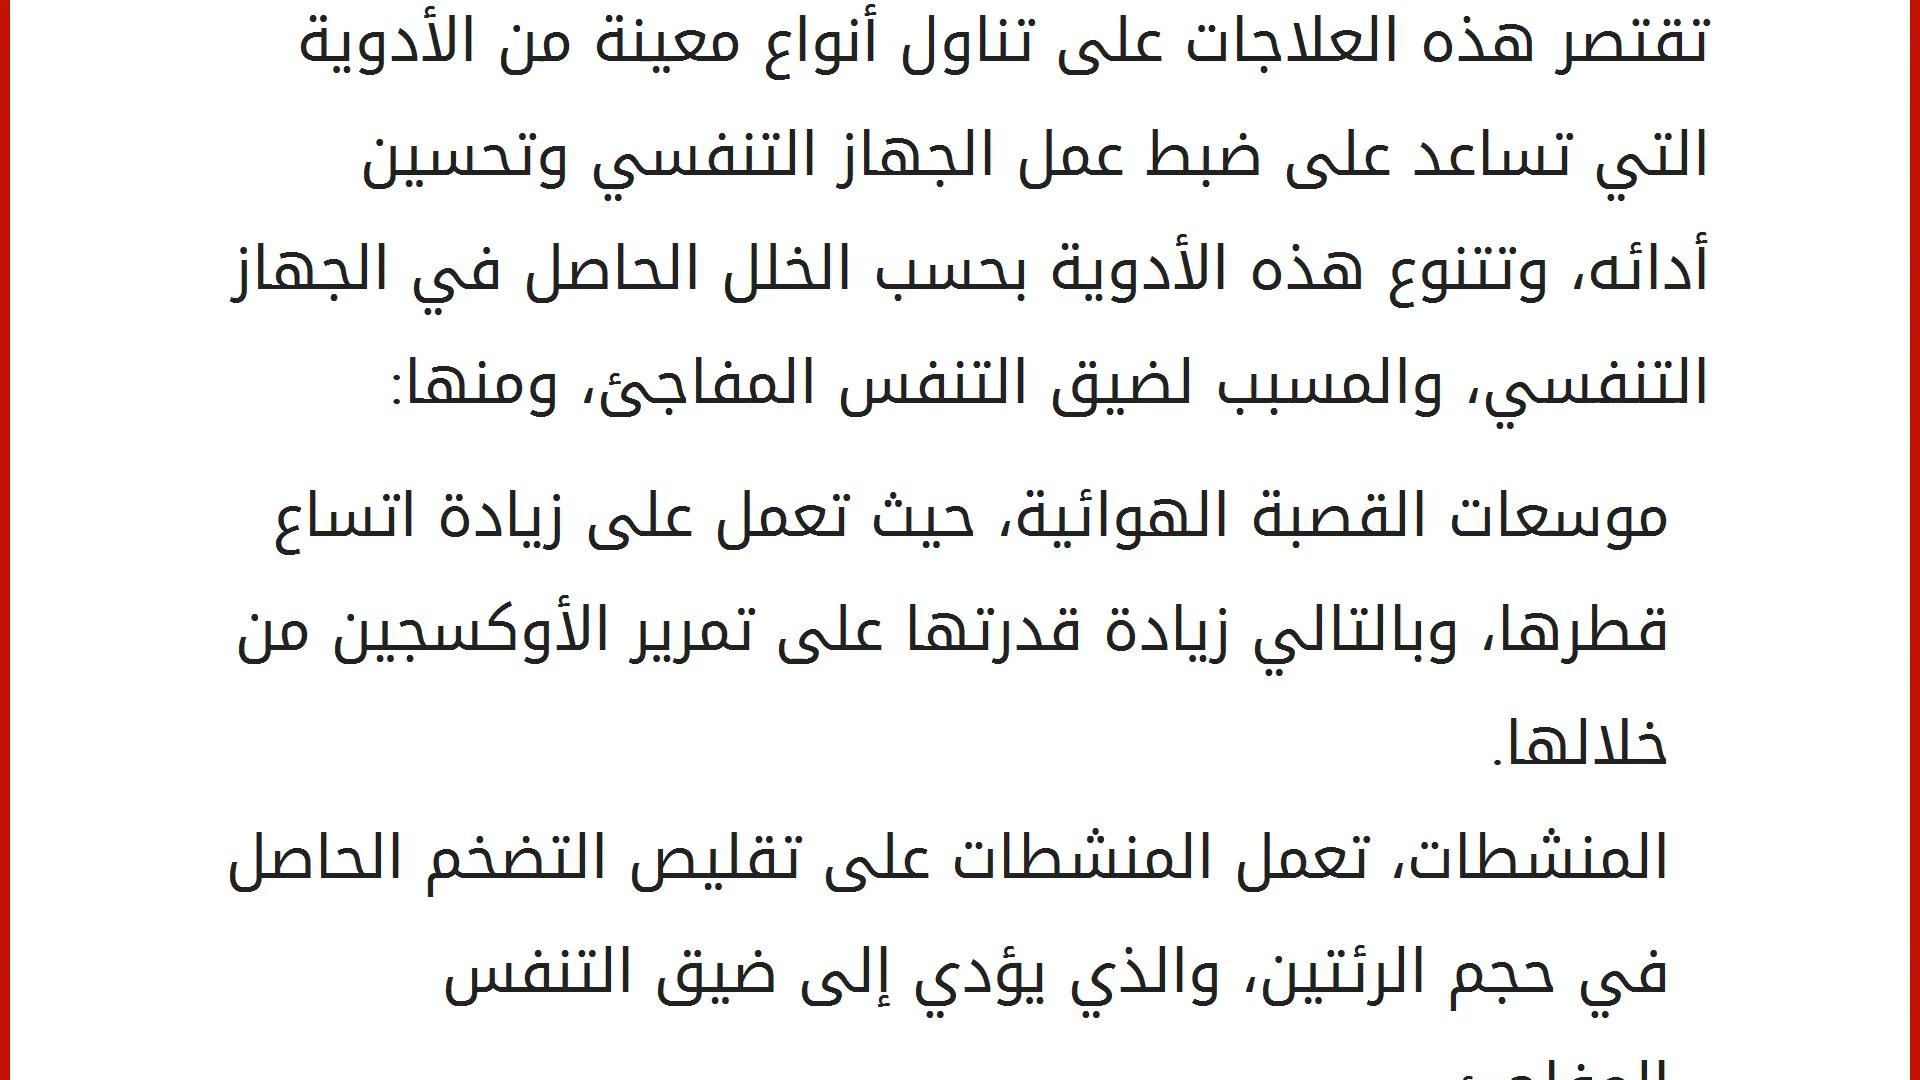 تقتصر هذه العلاجات على تناول أنواع معينة من الأدوية
التي تساعد على ضبط عمل الجهاز التنفسي وتحسين
أدائه، وتتنوع هذه الأدوية بحسب الخلل الحاصل في الجهاز
التنفسي، والمسبب لضيق التنفس المفاجئ، ومنها:
موسعات القصبة الهوائية، حيث تعمل على زيادة اتساع
قطرها، وبالتالي زيادة قدرتها على تمرير الأوكسجين من
خلالها.
المنشطات، تعمل المنشطات على تقليص التضخم الحاصل
في حجم الرئتين، والذي يؤدي إلى ضيق التنفس